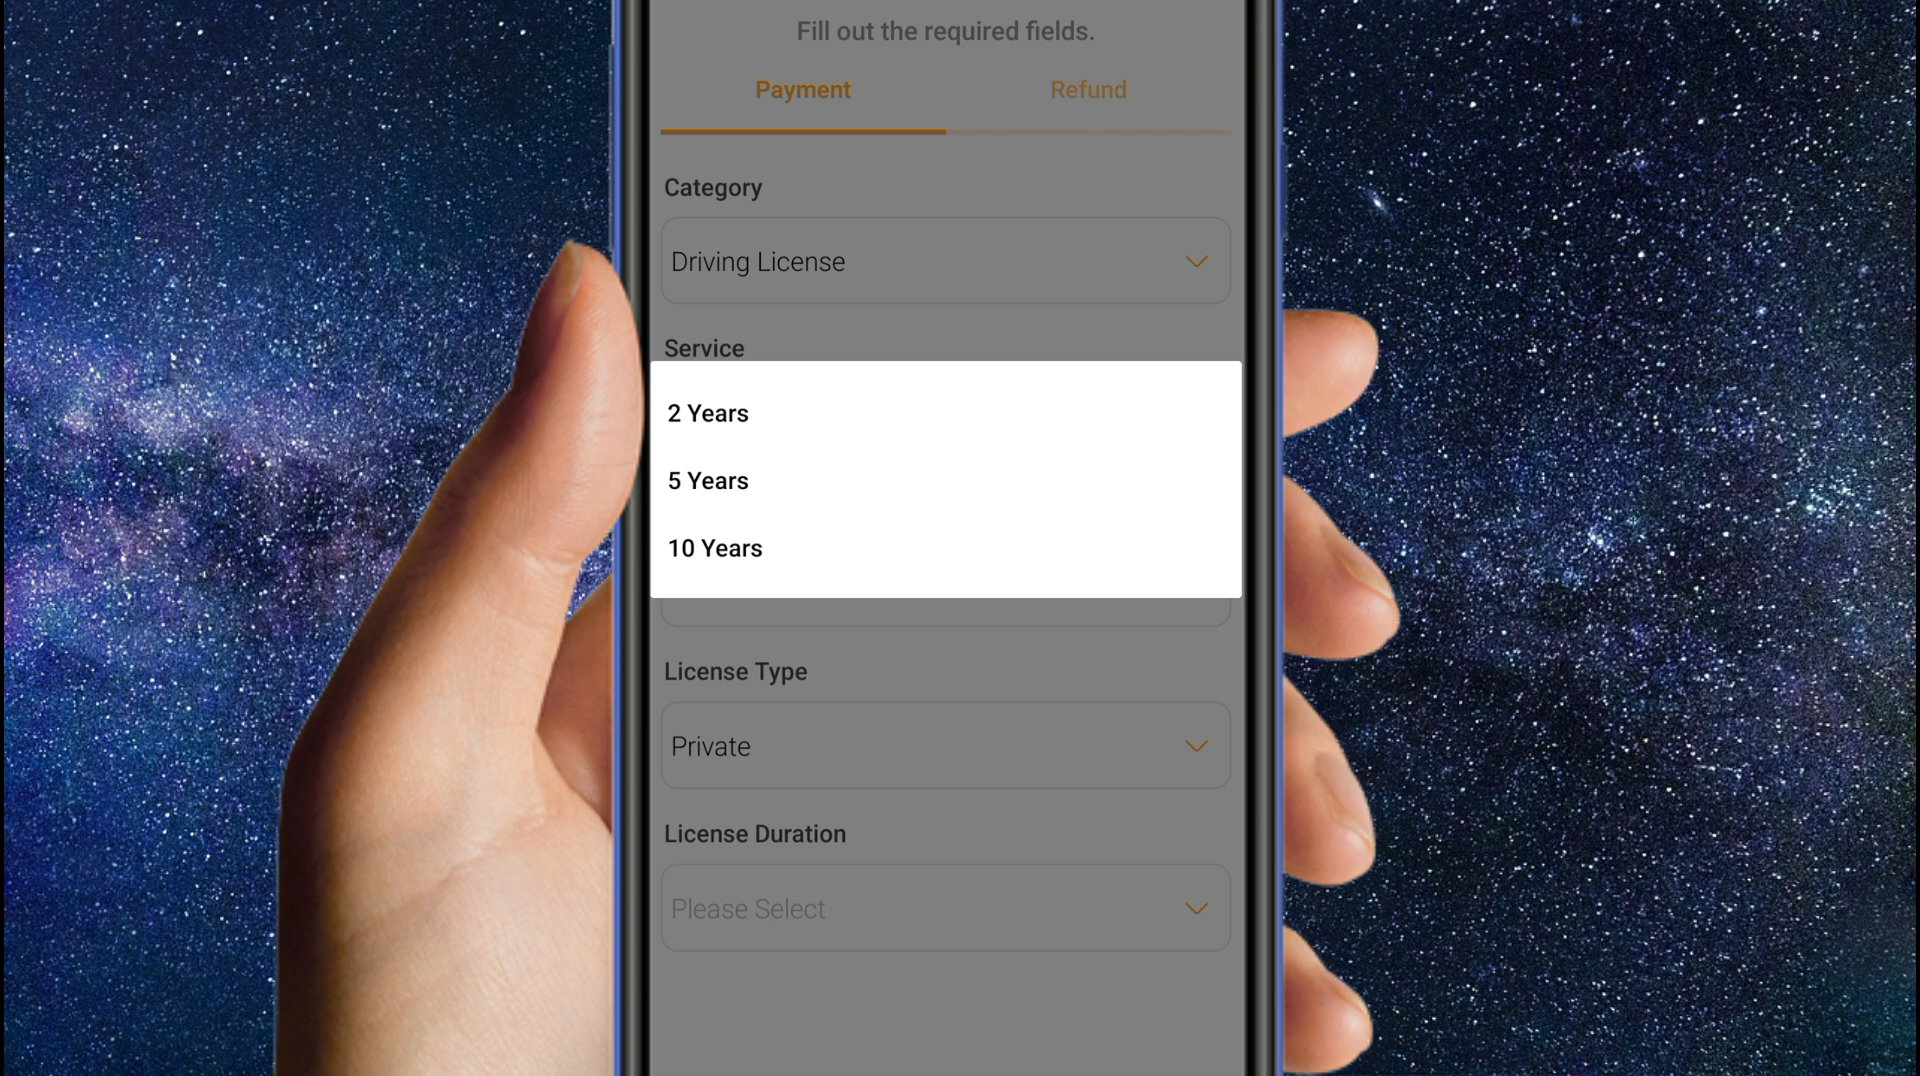 Fill out the required fields.
Payment
Refund
Category
Driving License
Service
2 Years
5 Years
10 Years
License Type
Private
License Duration
Please Select